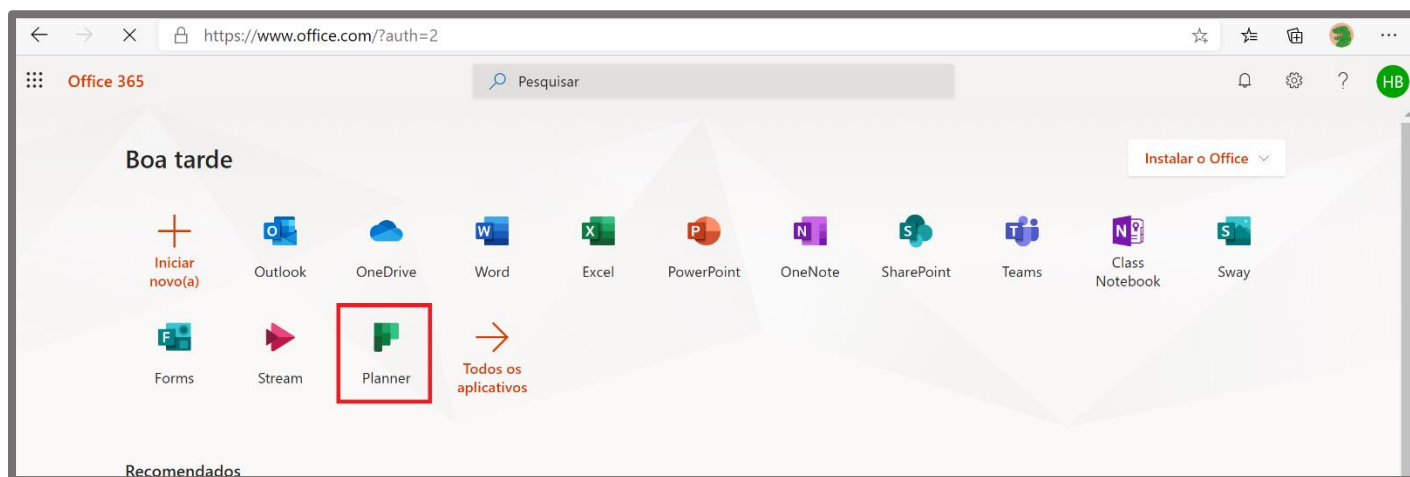 https://www.office.com/?auth=2
Office 365
Pesquisar
HB
Boa tarde
Instalar o Office
Iniciar
novo(a)
Outlook
OneDrive
Word
Excel
PowerPoint
OneNote
SharePoint
Teams
Class
Notebook
Sway
Forms
Stream
Planner
Todos os
aplicativos
Recomendados